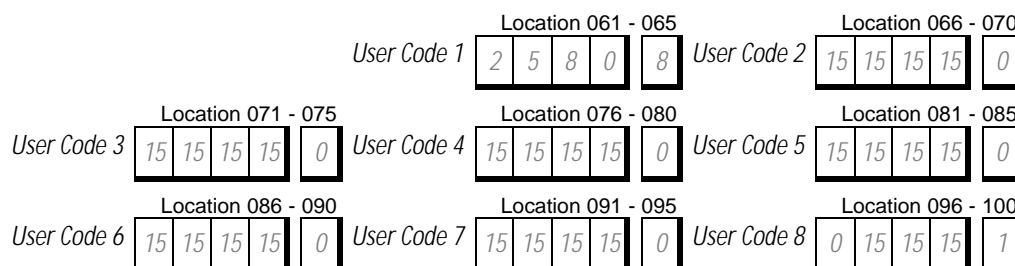 Location 061 - 065 Location 066 - 070
User Code 1 2 5 8 0 8 User Code 2 15 15 15 15 0
Location 071 - 075 Location 076 - 080 Location 081 - 085
User Code 3 15 15 15 15 0 User Code 4 15 15 15 15 0 User Code 5 15 15 15 15 0
Location 086 - 090 Location 091 - 095 Location 096 - 100
User Code 6 15 15 15 15 0 User Code 7 15 15 15 15 0 User Code 8 0 15 15 15 1